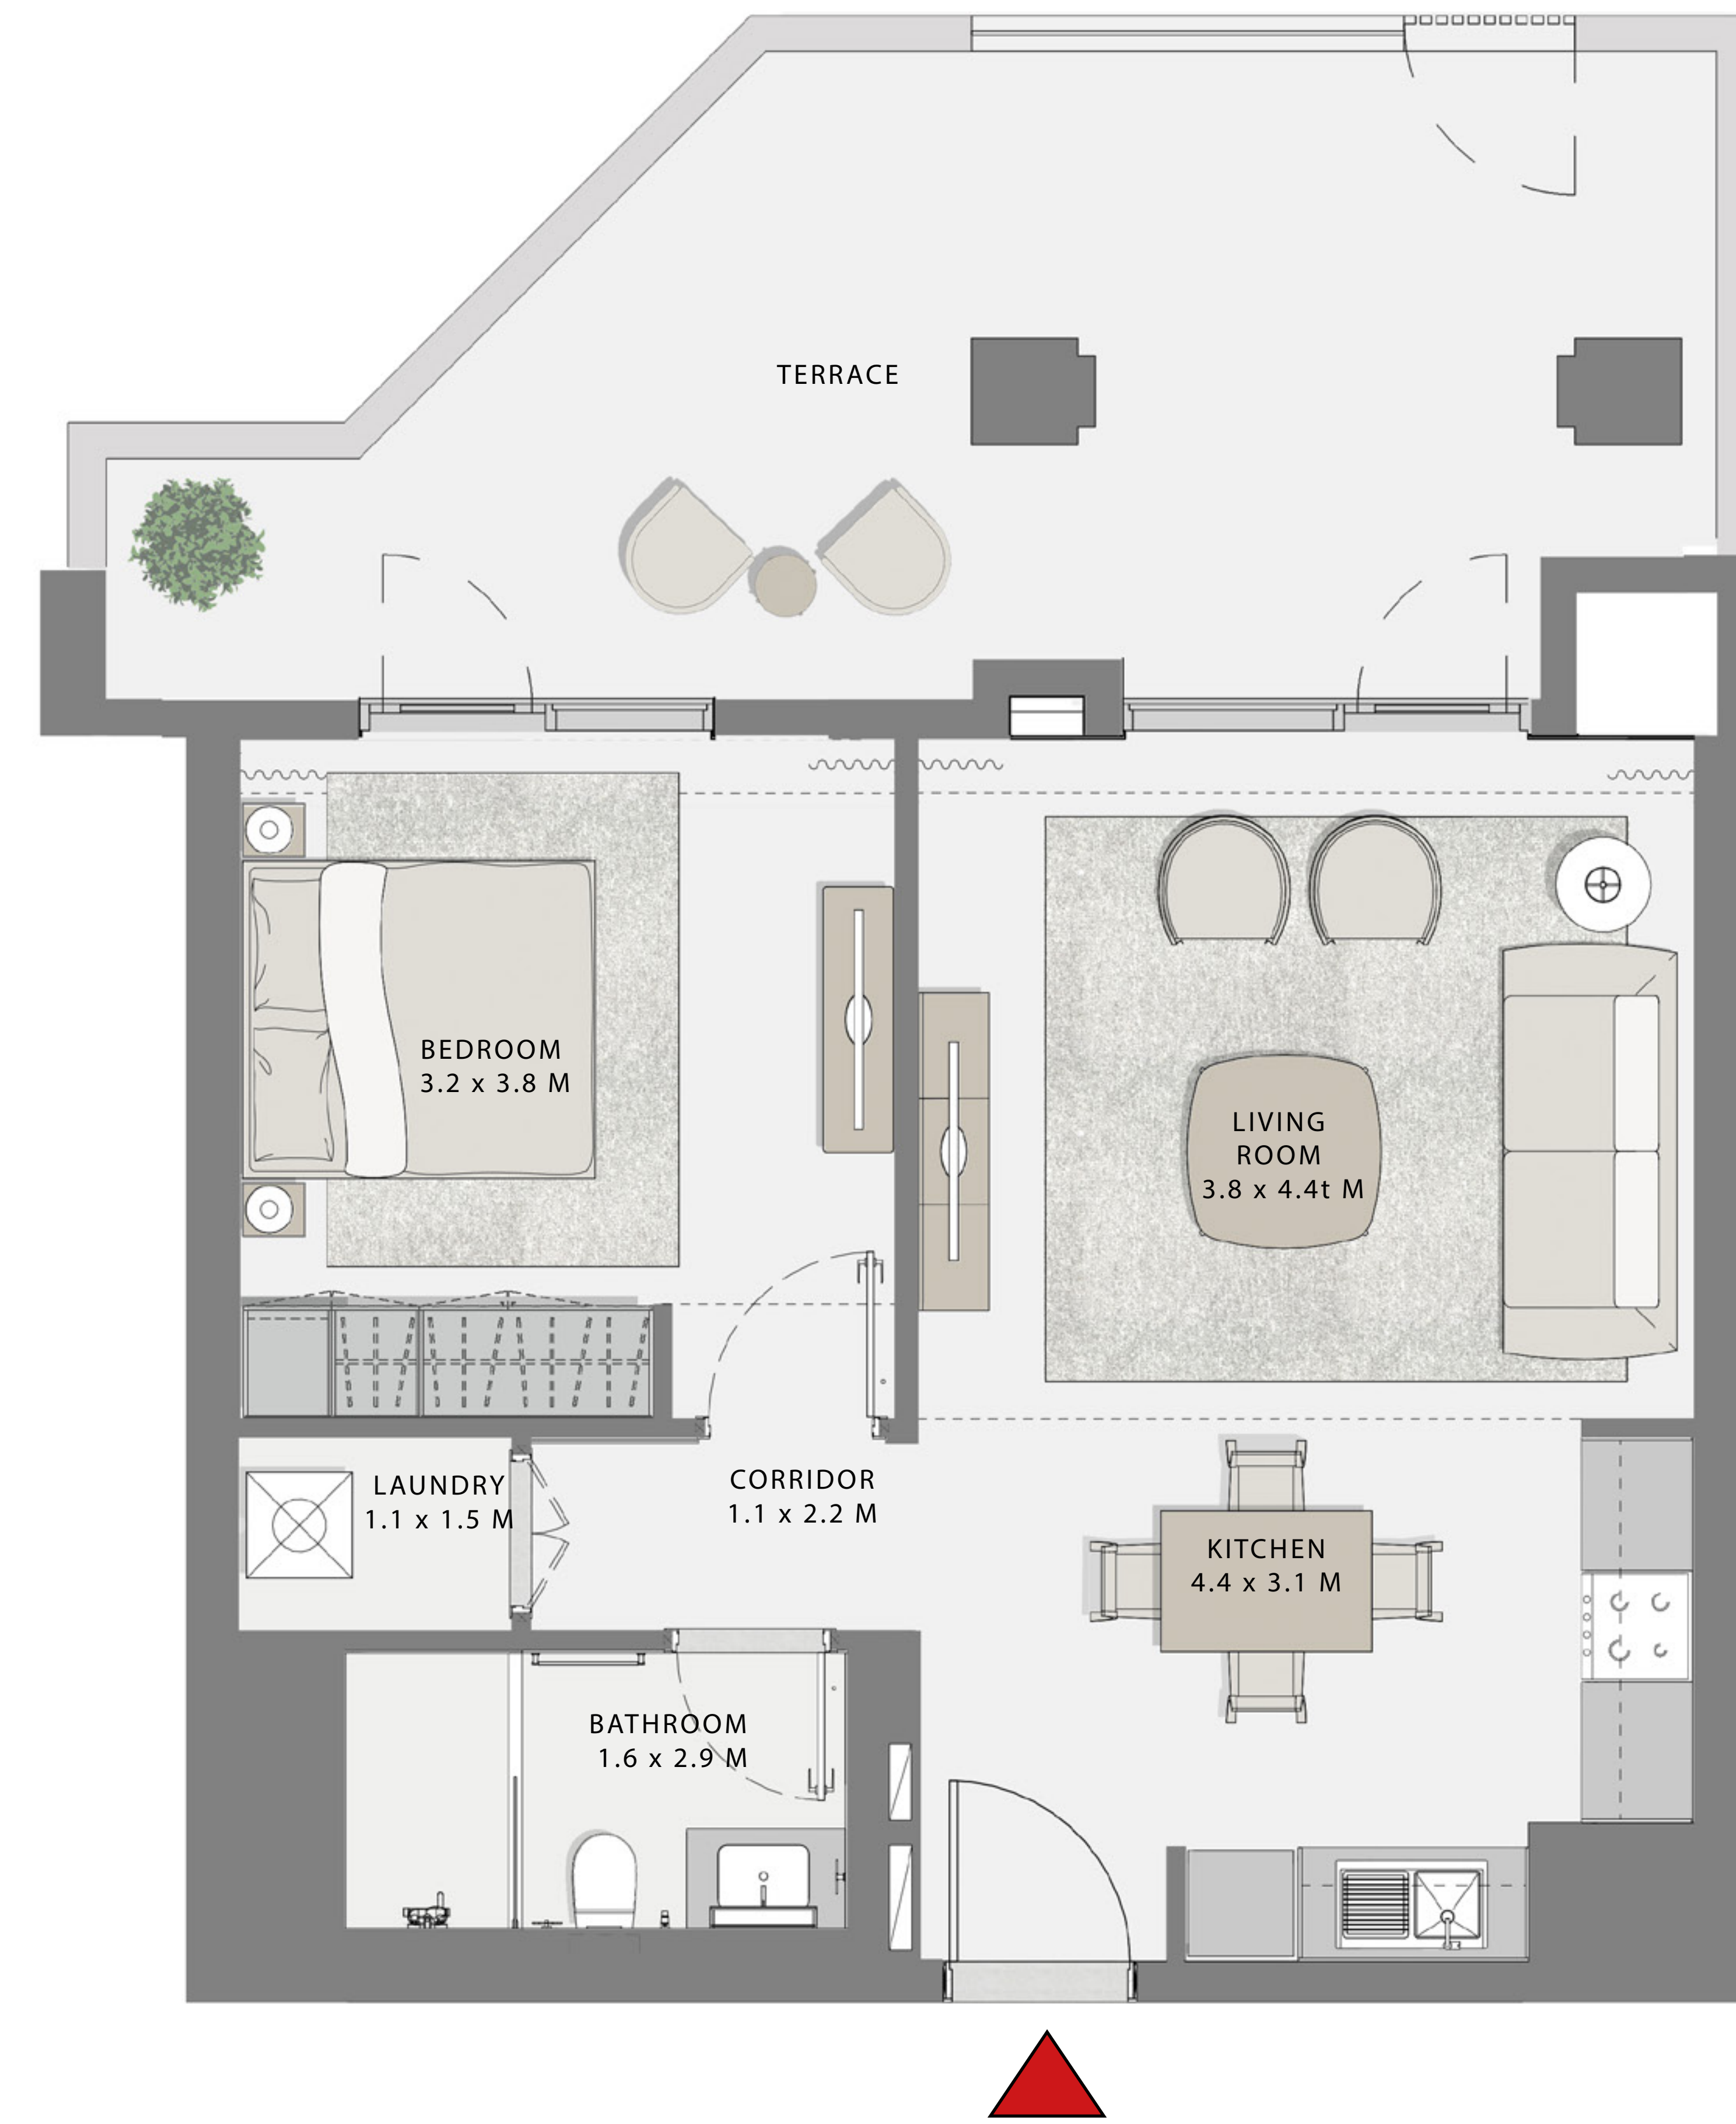 TERRACE
BEDROOM
3.2 x 3.8 M
LIVING
ROOM
3.8 x 4.4t M
LAUNDRY
1.1 x 1.5 M
CORRIDOR
1.1 x 2.2 M
KITCHEN
4.4 x 3.1 M
BATHROOM
1.6 x 2.9 M